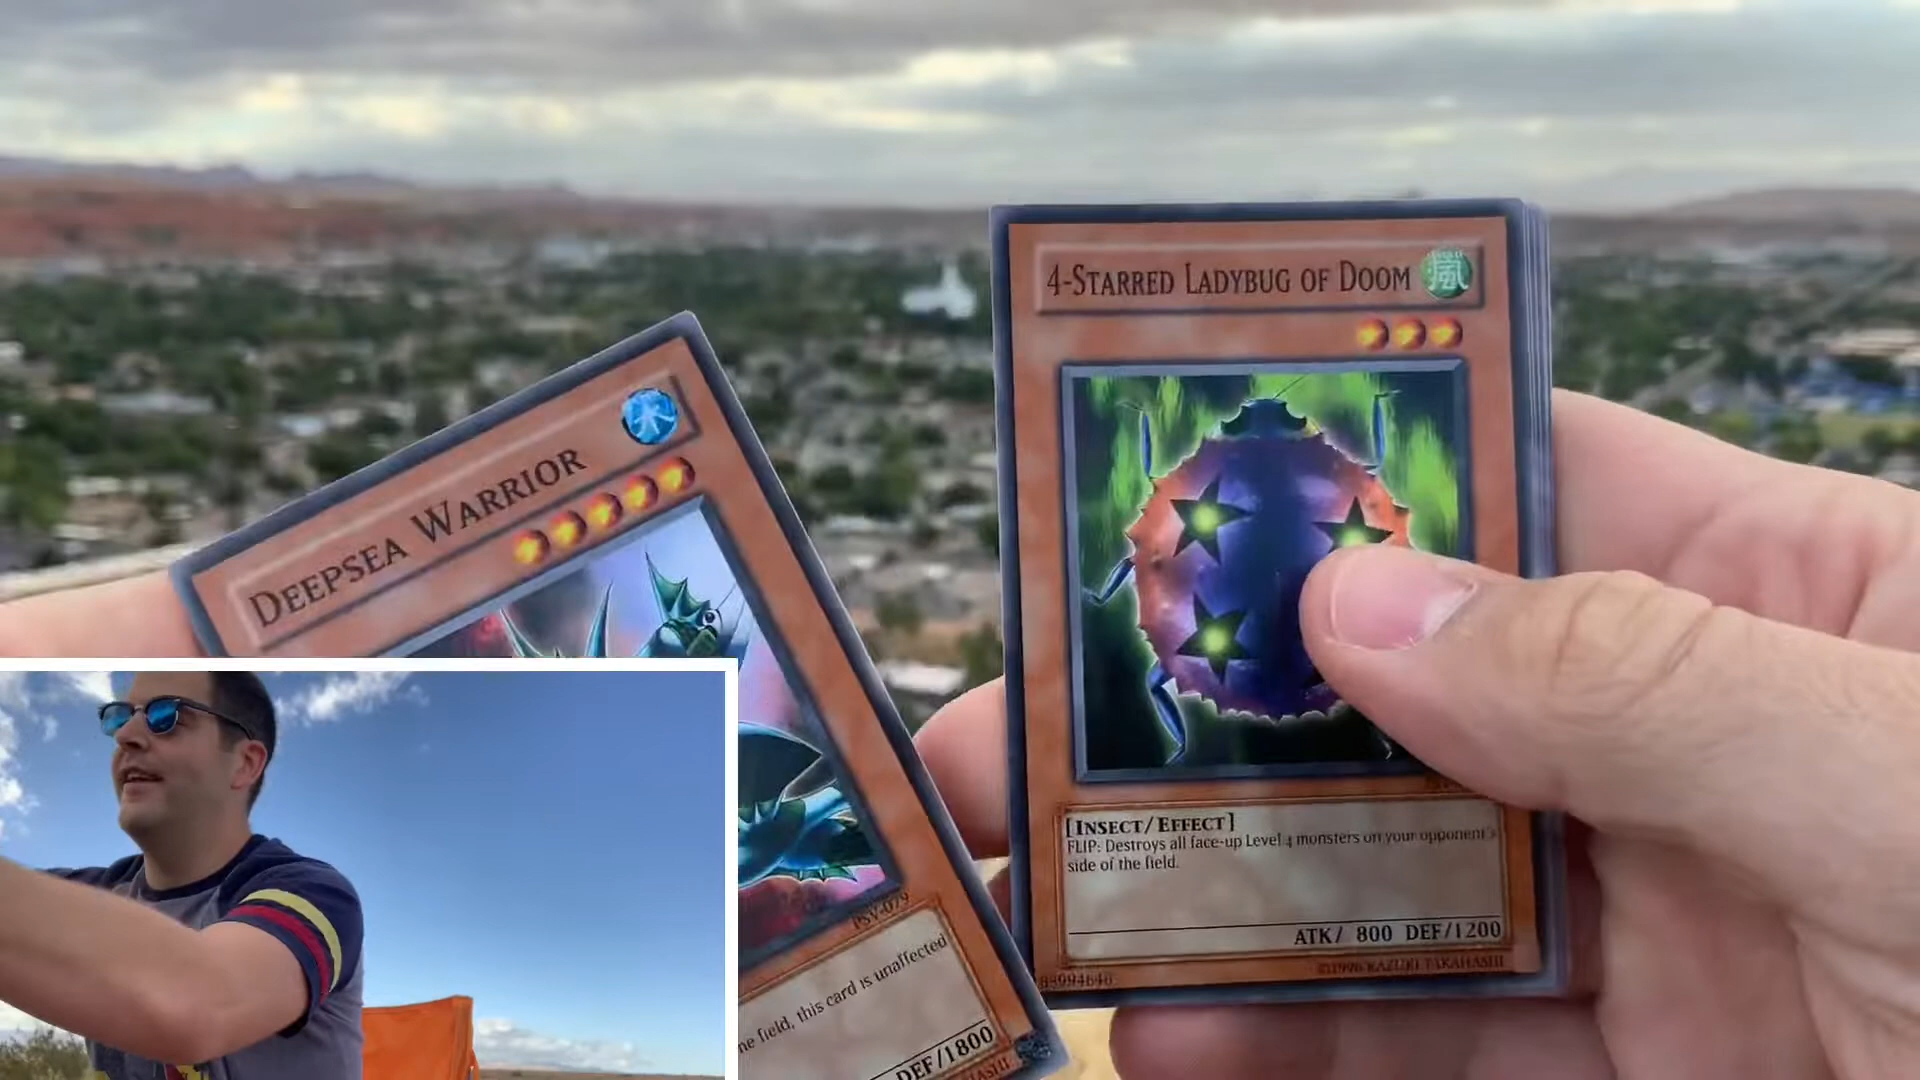 DEEPSEA WARRIOR
PSY-079
ne field, this card is unaffected
DEF/1800
4-STARRED LADYBUG OF DOOM
風
[INSECT/EFFECT]
FLIP: Destroys all face-up Level 4 monsters on your opponent's
side of the field.
ATK/ 800 DEF/1200
83994646
©1996 KAZUKI TAKAHASHI